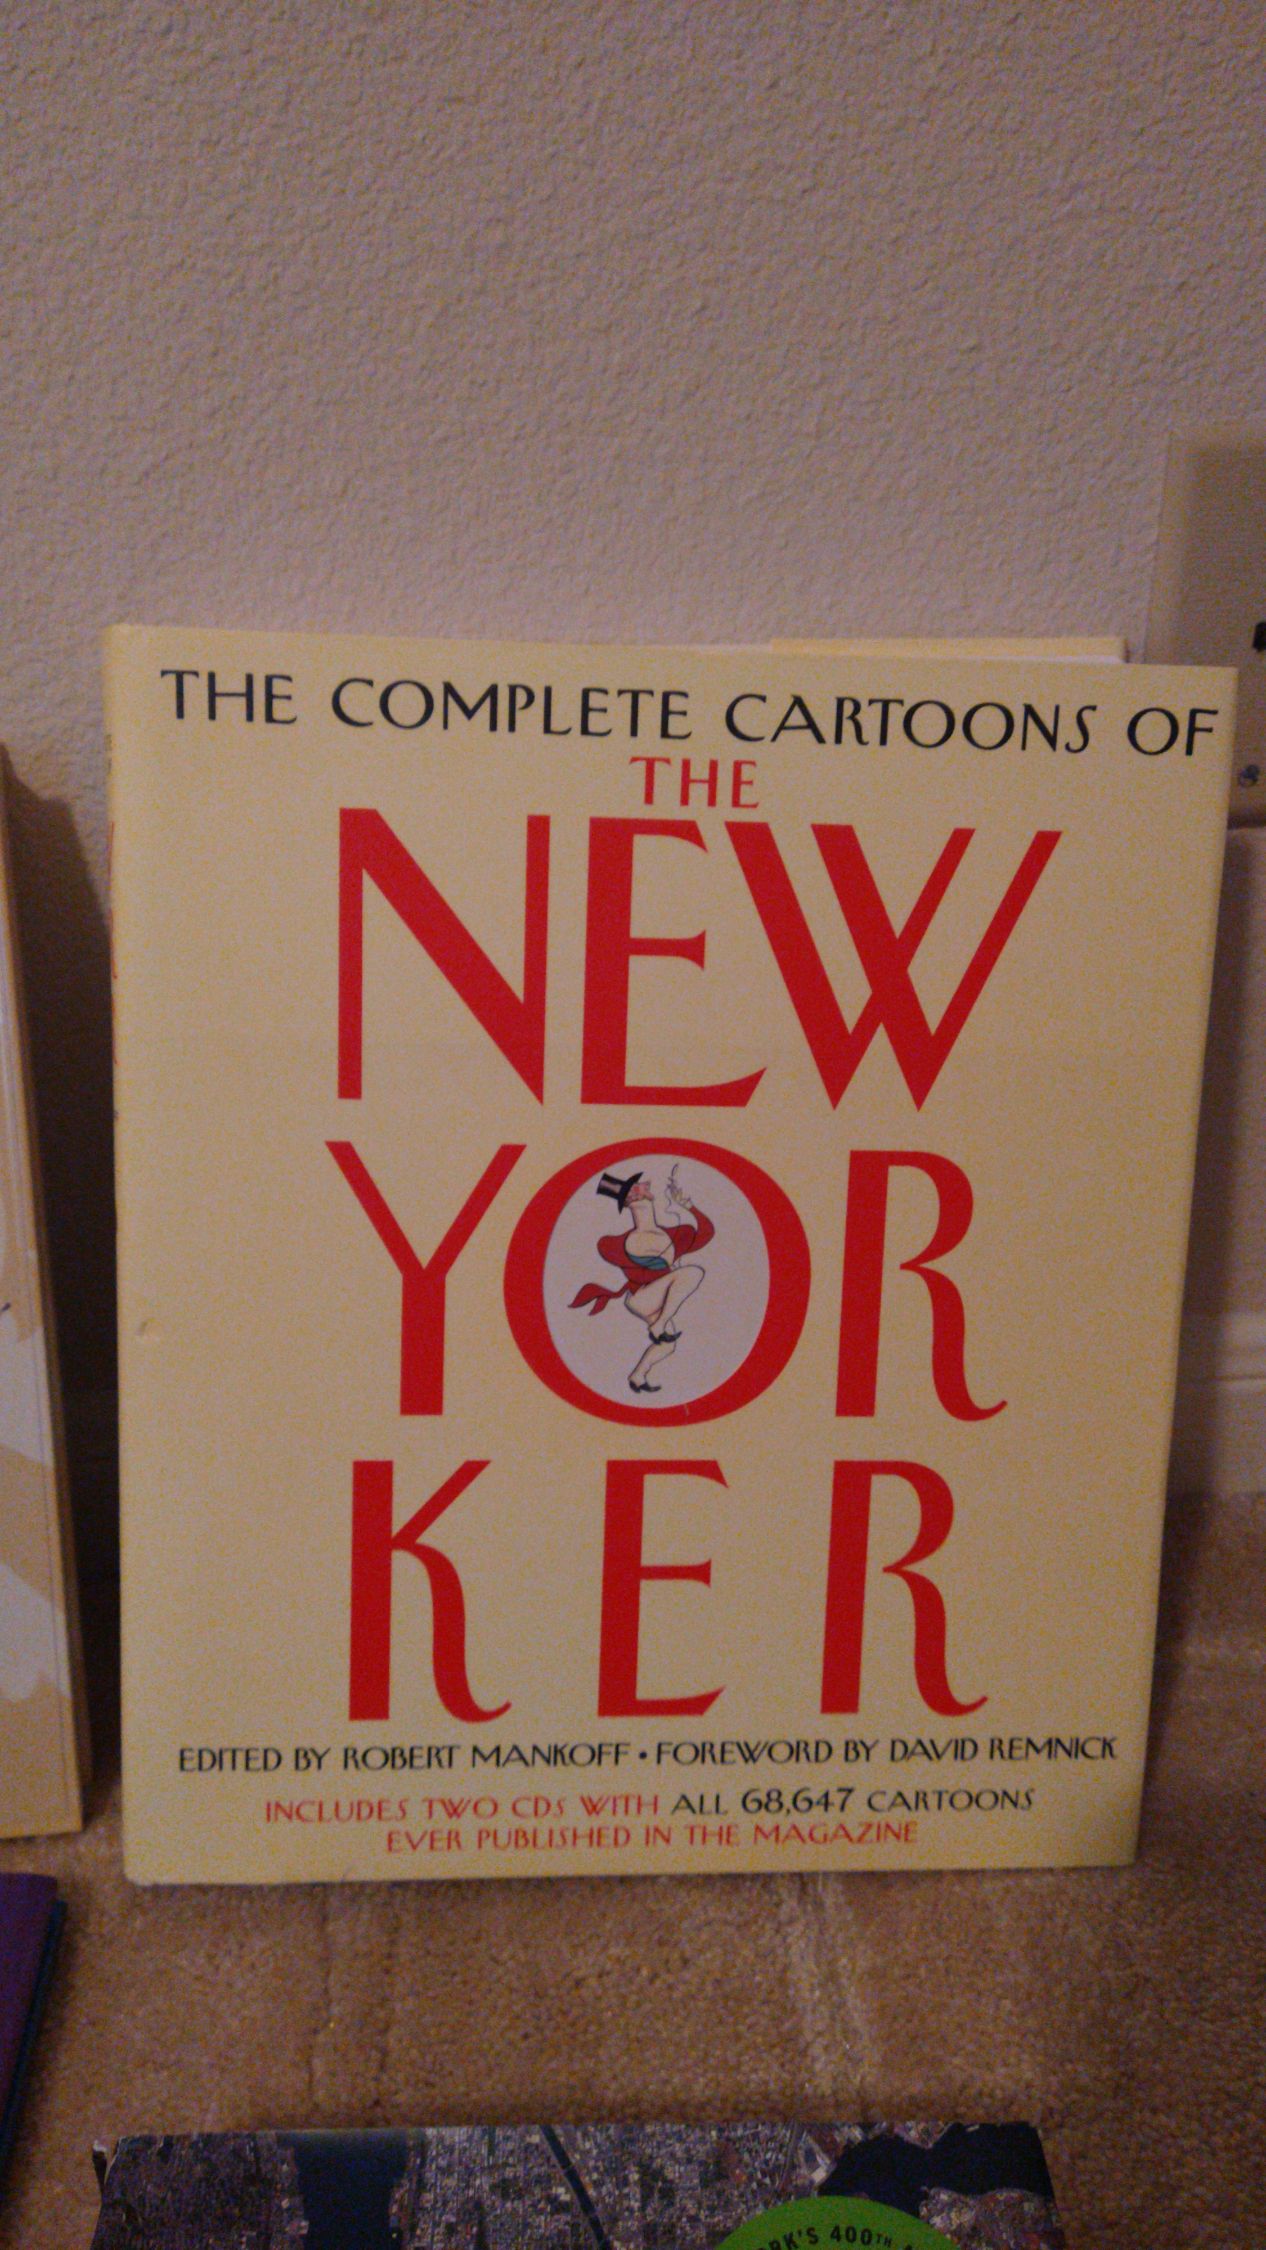 THE COMPLETE CARTOONS OF
THE
NEW
YOR
KER
EDITED BY ROBERT MANKOFF • FOREWORD BY DAVID REMNICK
INCLUDES TWO CDS WITH ALL 68,647 CARTOONS
EVER PUBLISHED IN THE MAGAZINE
400TH